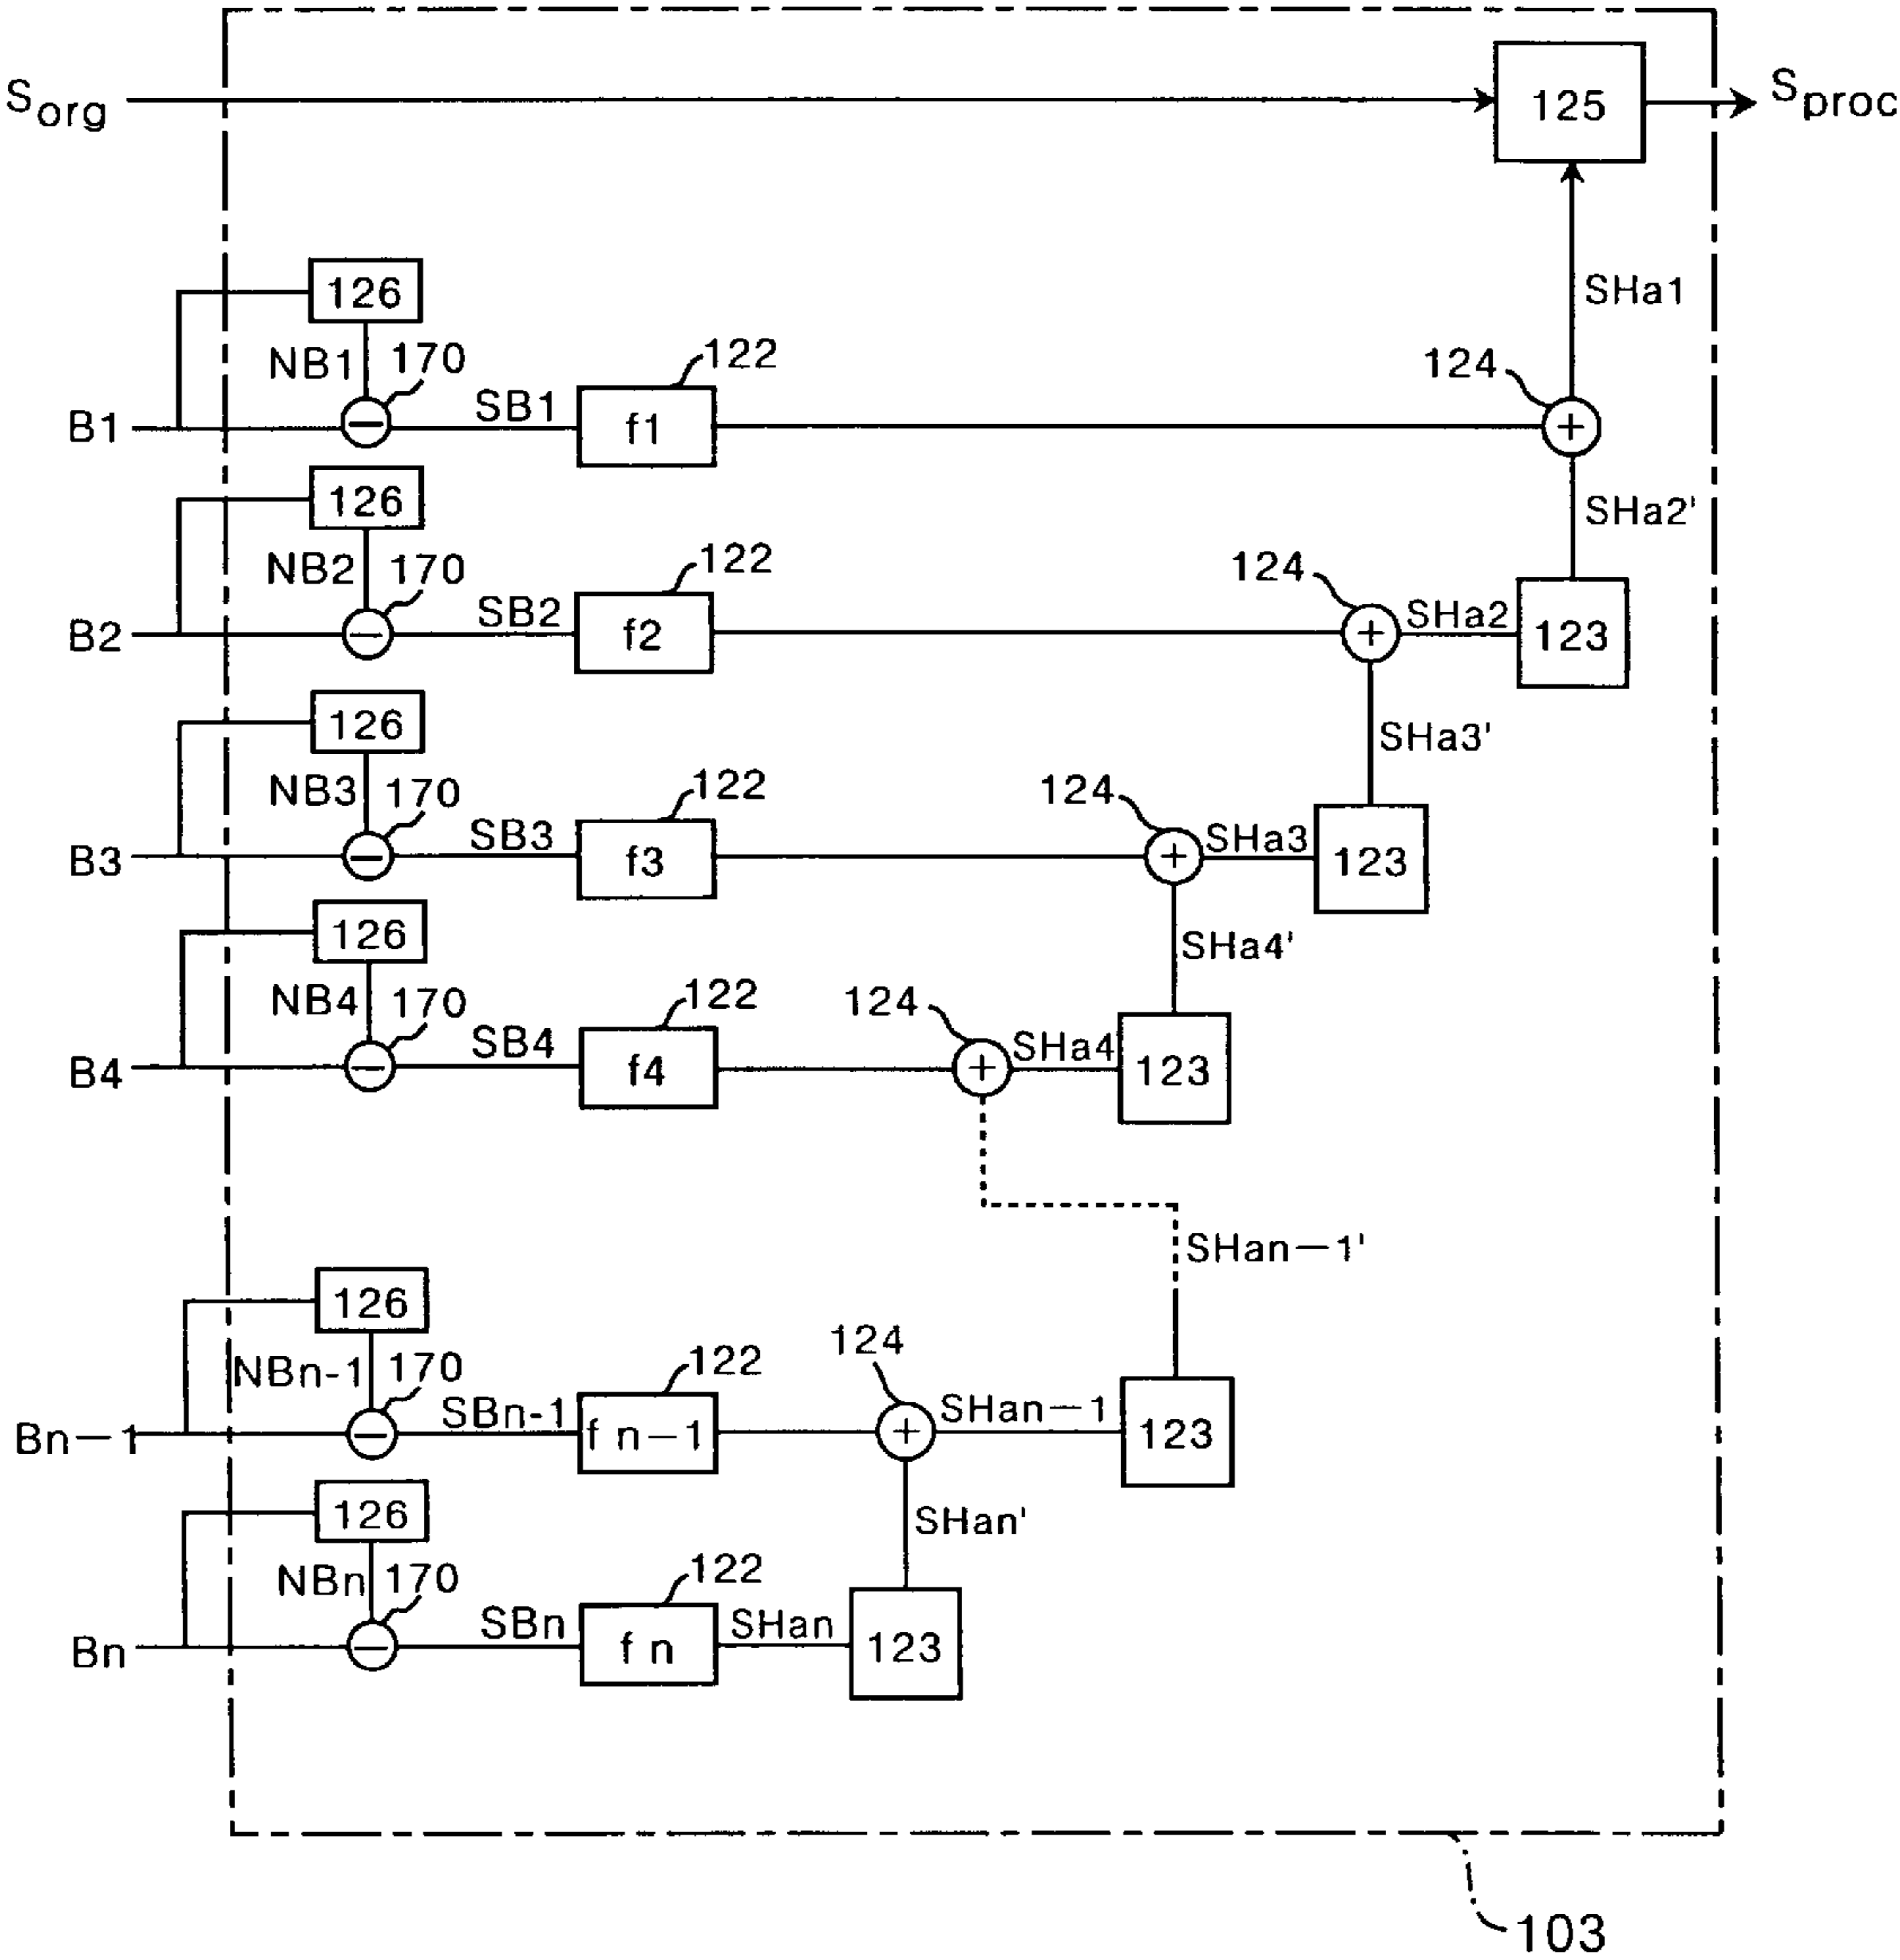 Sorg
125
Sproc
126
SHa1
NB1
170
122
124
B1
SB1
f1
+
126
SHa2'
NB2
170
122
124
B2
SB2
f2
+
SHa2
123
126
SHa3'
NB3
170
122
124
B3
SB3
f3
+
SHa3
123
126
SHa4'
NB4
170
122
124
B4
SB4
f4
+
SHa4
123
SHan-1'
126
NBn-1
170
122
124
Bn-1
SBn-1
f n-1
+
SHan-1
123
126
SHan'
NBn
170
122
Bn
SBn
f n
SHan
123
103